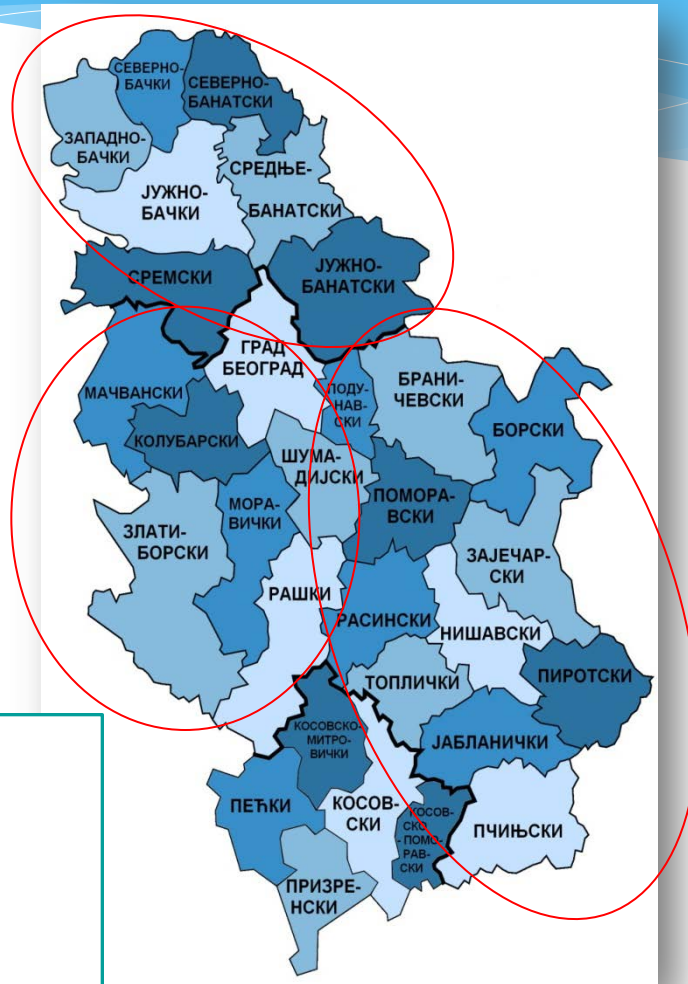 СЕВЕРНО-
БАЧКИ
СЕВЕРНО-
БАНАТСКИ
ЗАПАДНО-
БАЧКИ
СРЕДЊЕ-
БАНАТСКИ
ЈУЖНО-
БАЧКИ
ЈУЖНО-
БАНАТСКИ
СРЕМСКИ
ГРАД
БЕОГРАД
МАЧВАНСКИ
ПОДУ-
НАВ-
СКИ
БРАНИ-
ЧЕВСКИ
БОРСКИ
КОЛУБАРСКИ
ШУМА-
ДИЈСКИ
ПОМОРА-
ВСКИ
МОРА-
ВИЧКИ
ЗЛАТИ-
БОРСКИ
ЗАЈЕЧАР-
СКИ
РАШКИ
РАСИНСКИ
НИШАВСКИ
ПИРОТСКИ
ТОПЛИЧКИ
ЈАБЛАНИЧКИ
КОСОВСКО-
МИТРО-
ВИЧКИ
ПЕЋКИ
КОСОВ-
СКИ
КОСОВ-
СКО
- ПОМО-
РАВ-
СКИ
ПЧИЊСКИ
ПРИЗРЕ-
НСКИ